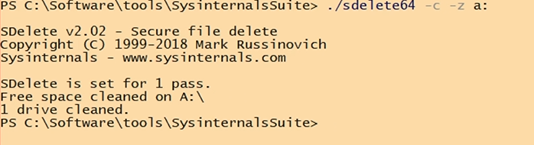 PS C:\Software\tools\SysinternalsSuite> ./sdelete64 -c -z a:
SDelete v2.02 - Secure file delete
Copyright (C) 1999-2018 Mark Russinovich
Sysinternals - www.sysinternals.com
SDelete is set for 1 pass.
Free space cleaned on A:\
1 drive cleaned.
PS C:\Software\tools\SysinternalsSuite>